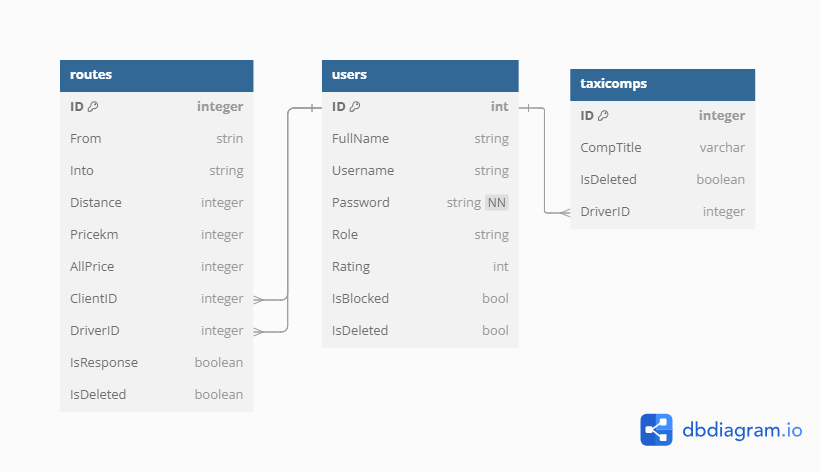 routes
ID integer
From strin
Into string
Distance integer
Pricekm integer
AllPrice integer
ClientID integer
DriverID integer
IsResponse boolean
IsDeleted boolean
users
ID int
FullName string
Username string
Password string NN
Role string
Rating int
IsBlocked bool
IsDeleted bool
taxicomps
ID integer
CompTitle varchar
IsDeleted boolean
DriverID integer
dbdiagram.io